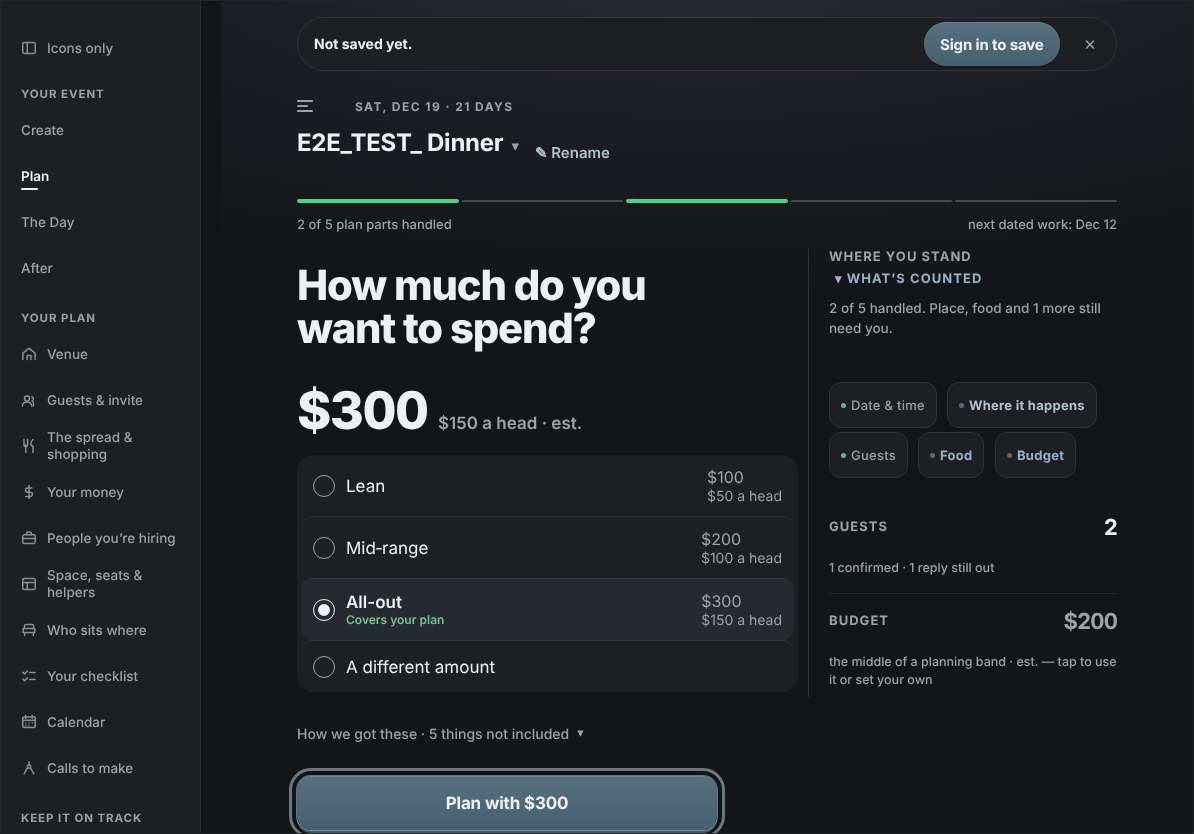 Icons only
YOUR EVENT
Create
Plan
The Day
After
YOUR PLAN
Venue
Guests & invite
The spread &
shopping
Your money
People you’re hiring
Space, seats &
helpers
Who sits where
Your checklist
Calendar
Calls to make
KEEP IT ON TRACK
Not saved yet.
Sign in to save
×
SAT, DEC 19 · 21 DAYS
E2E_TEST_ Dinner ▾
✎ Rename
2 of 5 plan parts handled
next dated work: Dec 12
How much do you
want to spend?
$300 $150 a head · est.
Lean
$100
$50 a head
Mid-range
$200
$100 a head
All-out
Covers your plan
$300
$150 a head
A different amount
How we got these · 5 things not included ▾
Plan with $300
WHERE YOU STAND
▾ WHAT’S COUNTED
2 of 5 handled. Place, food and 1 more still
need you.
Date & time
Where it happens
Guests
Food
Budget
GUESTS
2
1 confirmed · 1 reply still out
BUDGET
$200
the middle of a planning band · est. — tap to use
it or set your own